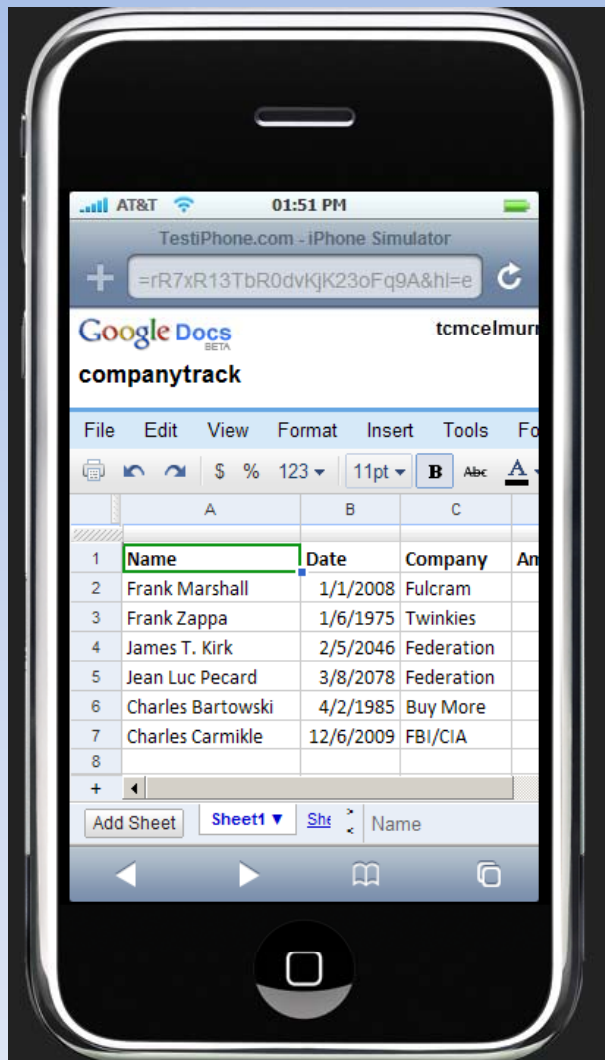 AT&T 01:51 PM
TestiPhone.com - iPhone Simulator
=rR7xR13TbR0dvKjK23oFq9A&hl=e
Google Docs
BETA
tcmcelmurr
companytrack
File Edit View Format Insert Tools Fo
$ % 123 11pt B Abc A
A B C
1 Name Date Company Am
2 Frank Marshall 1/1/2008 Fulcram
3 Frank Zappa 1/6/1975 Twinkies
4 James T. Kirk 2/5/2046 Federation
5 Jean Luc Pecard 3/8/2078 Federation
6 Charles Bartowski 4/2/1985 Buy More
7 Charles Carmikle 12/6/2009 FBI/CIA
8
+
Add Sheet Sheet1 She Name